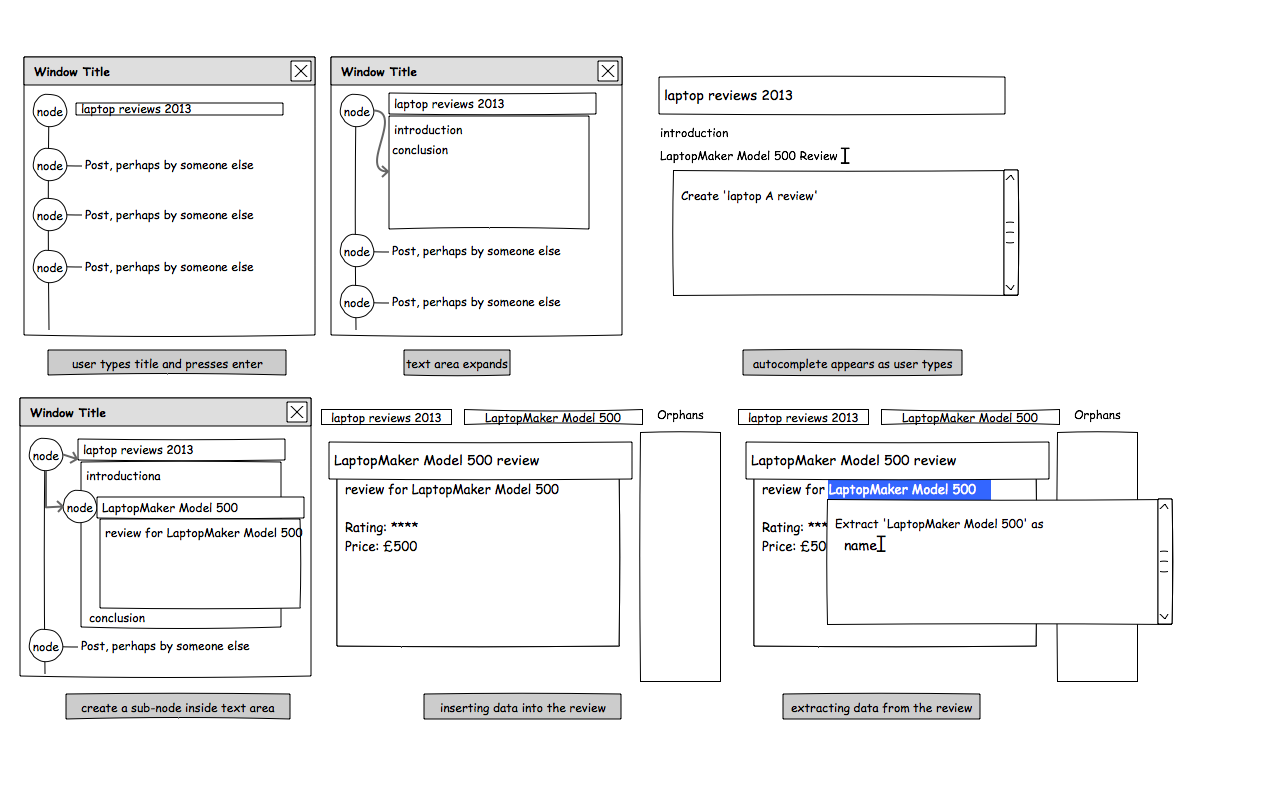 Window Title
node
laptop reviews 2013
node
Post, perhaps by someone else
node
Post, perhaps by someone else
node
Post, perhaps by someone else
user types title and presses enter
Window Title
node
laptop reviews 2013
introduction
conclusion
node
Post, perhaps by someone else
node
Post, perhaps by someone else
text area expands
laptop reviews 2013
introduction
LaptopMaker Model 500 Review
Create 'laptop A review'
autocomplete appears as user types
Window Title
node
laptop reviews 2013
introductiona
node
LaptopMaker Model 500
review for LaptopMaker Model 500
conclusion
node
Post, perhaps by someone else
create a sub-node inside text area
laptop reviews 2013
LaptopMaker Model 500
Orphans
LaptopMaker Model 500 review
review for LaptopMaker Model 500
Rating: ****
Price: £500
inserting data into the review
laptop reviews 2013
LaptopMaker Model 500
Orphans
LaptopMaker Model 500 review
review for LaptopMaker Model 500
Rating: ***
Price: £50
Extract 'LaptopMaker Model 500' as
name
extracting data from the review